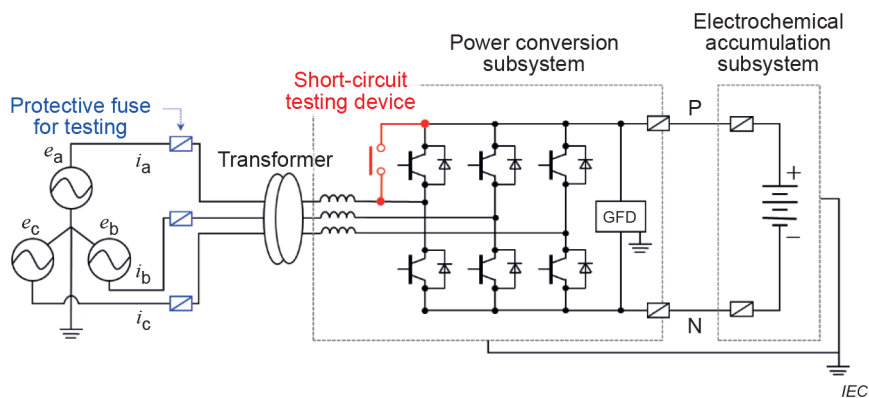 Electrochemical
accumulation
subsystem
Power conversion
subsystem
Short-circuit
testing device
Protective fuse
for testing
P
Transformer
ea
ia
+
ec
eb
GFD
−
ib
ic
N
IEC